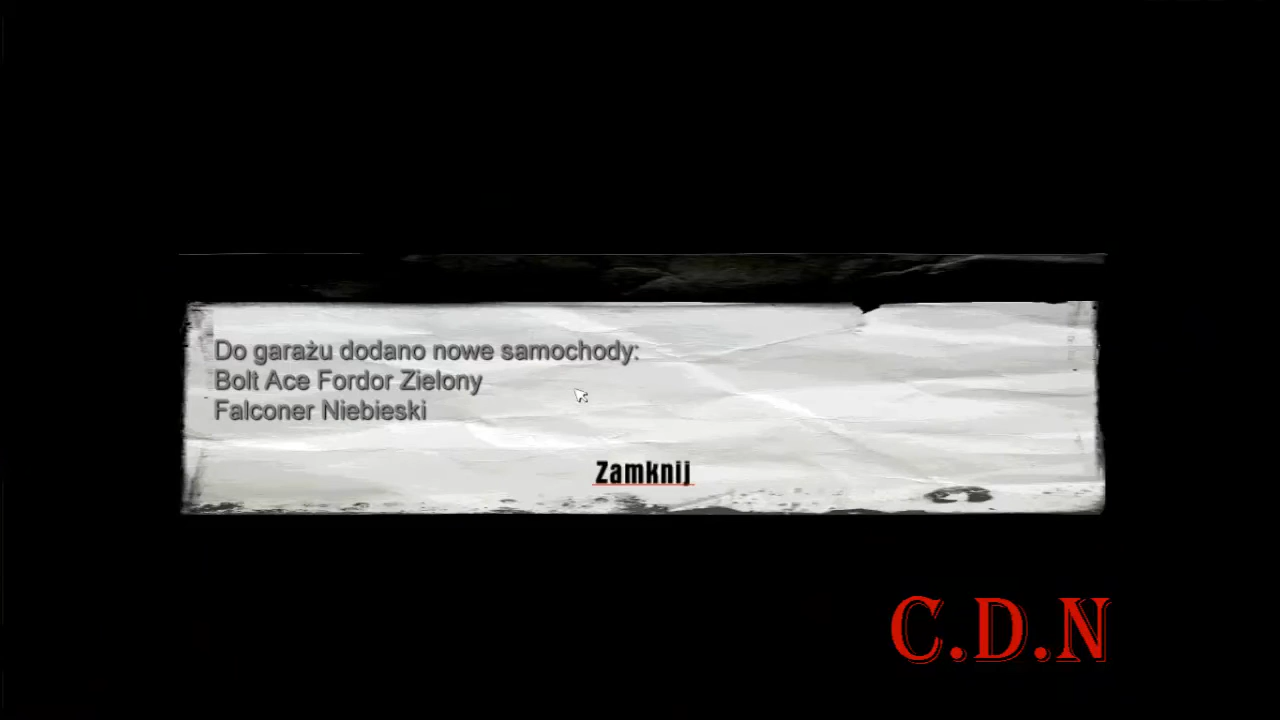 Do garażu dodano nowe samochody:
Bolt Ace Fordor Zielony
Falconer Niebieski
Zamknij
C.D.N